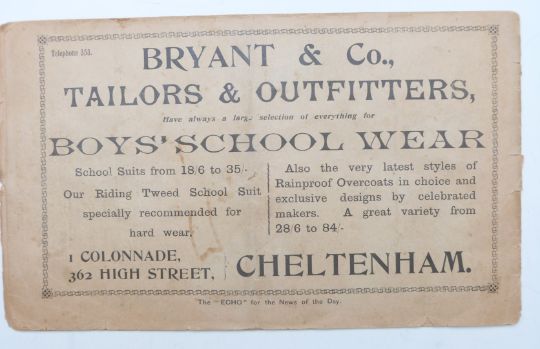 Telephone 353.
BRYANT & Co.,
TAILORS & OUTFITTERS,
Have always a large selection of everything for
BOYS' SCHOOL WEAR
School Suits from 18/6 to 35/-
Our Riding Tweed School Suit
specially recommended for
hard wear,
Also the very latest styles of
Rainproof Overcoats in choice and
exclusive designs by celebrated
makers. A great variety from
28/6 to 84/-
1 COLONNADE,
362 HIGH STREET,
CHELTENHAM.
The "ECHO" for the News of the Day.